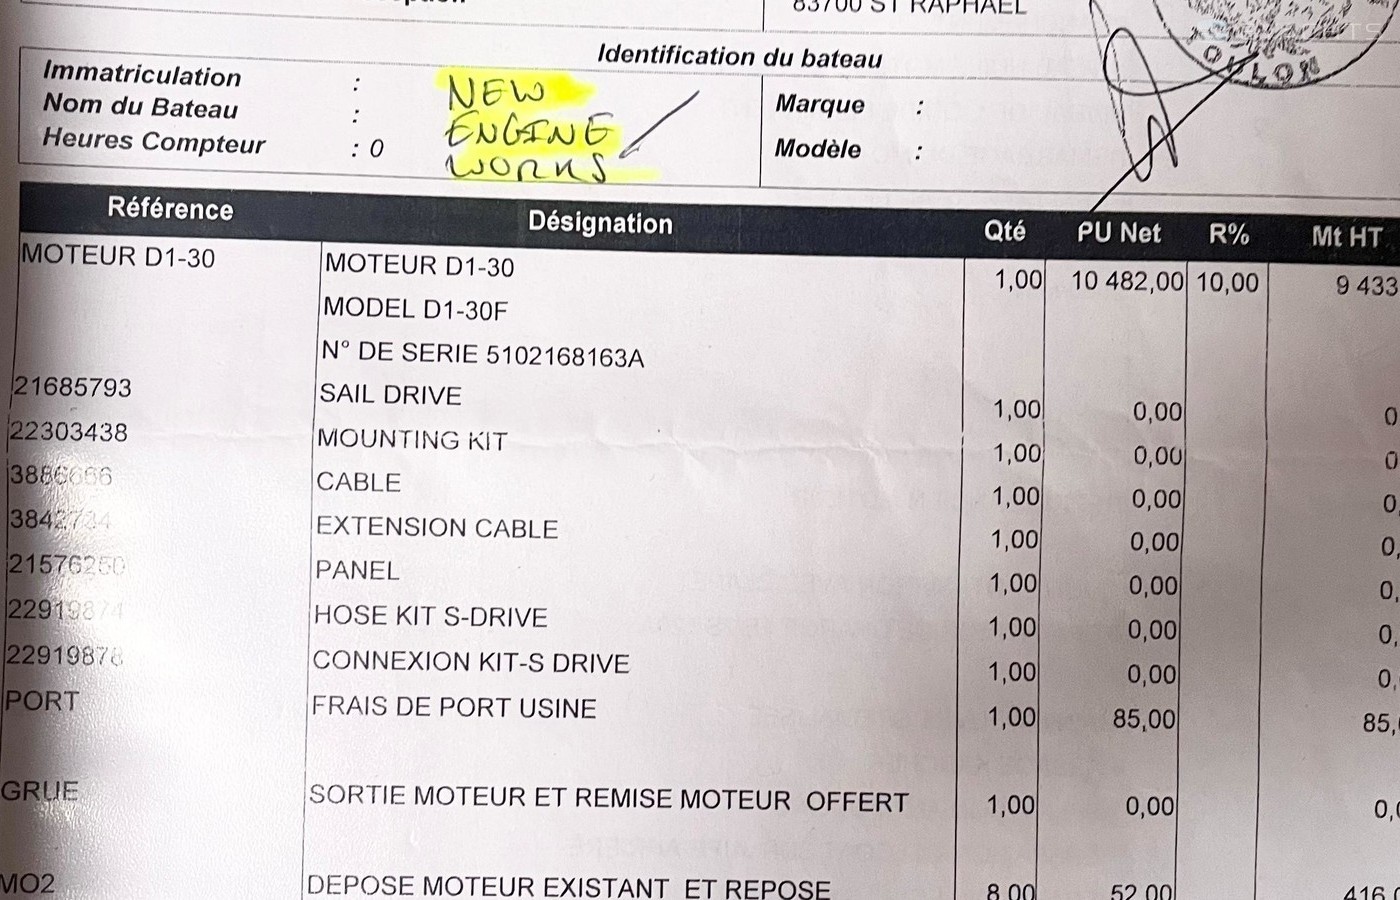 83700 ST RAPHAEL
Identification du bateau
Immatriculation :
Nom du Bateau :
Heures Compteur : 0
NEW
ENGINE
WORKS
Marque :
Modèle :
Référence Désignation Qté PU Net R% Mt HT
MOTEUR D1-30 MOTEUR D1-30 1,00 10 482,00 10,00 9 433
MODEL D1-30F
N° DE SERIE 5102168163A
21685793 SAIL DRIVE 1,00 0,00 0
22303438 MOUNTING KIT 1,00 0,00 0
3886666 CABLE 1,00 0,00 0,
3842734 EXTENSION CABLE 1,00 0,00 0,
21576250 PANEL 1,00 0,00 0,
22919874 HOSE KIT S-DRIVE 1,00 0,00 0,
22919878 CONNEXION KIT-S DRIVE 1,00 0,00 0,
PORT FRAIS DE PORT USINE 1,00 85,00 85,
GRUE SORTIE MOTEUR ET REMISE MOTEUR OFFERT 1,00 0,00 0,
MO2 DEPOSE MOTEUR EXISTANT ET REPOSE 8,00 52,00 416,0